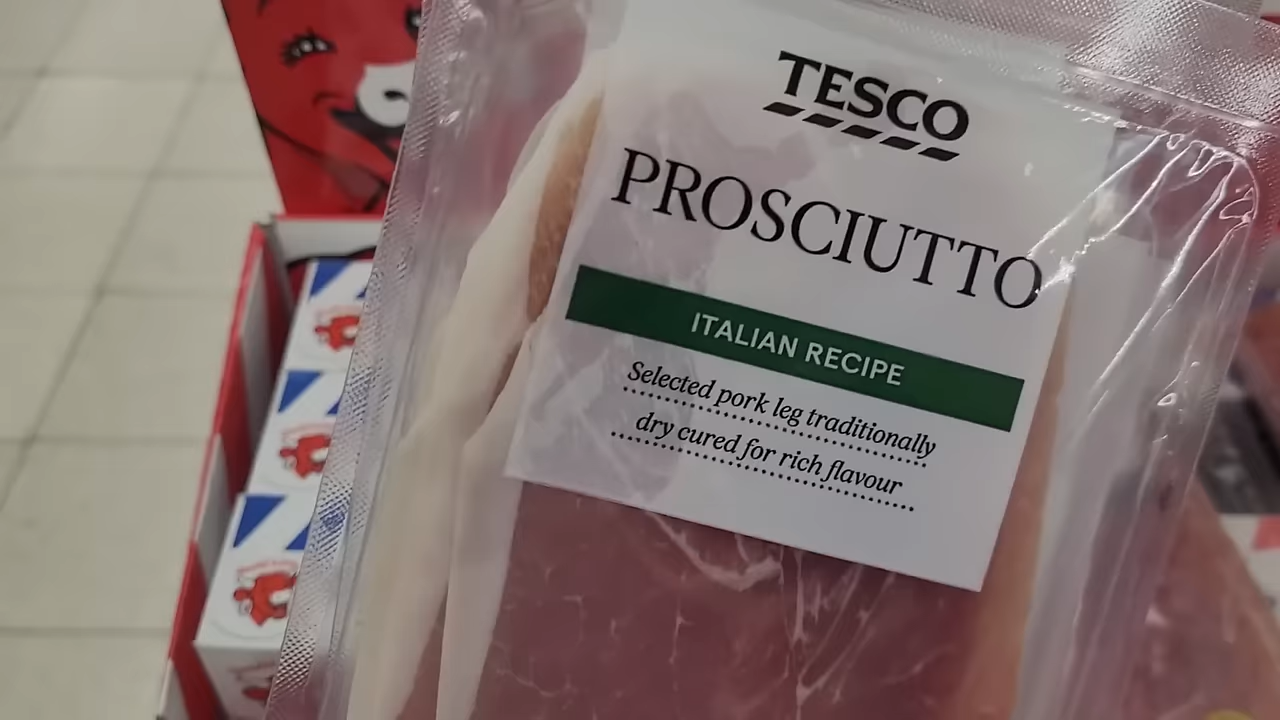 TESCO
PROSCIUTTO
ITALIAN RECIPE
Selected pork leg traditionally
dry cured for rich flavour